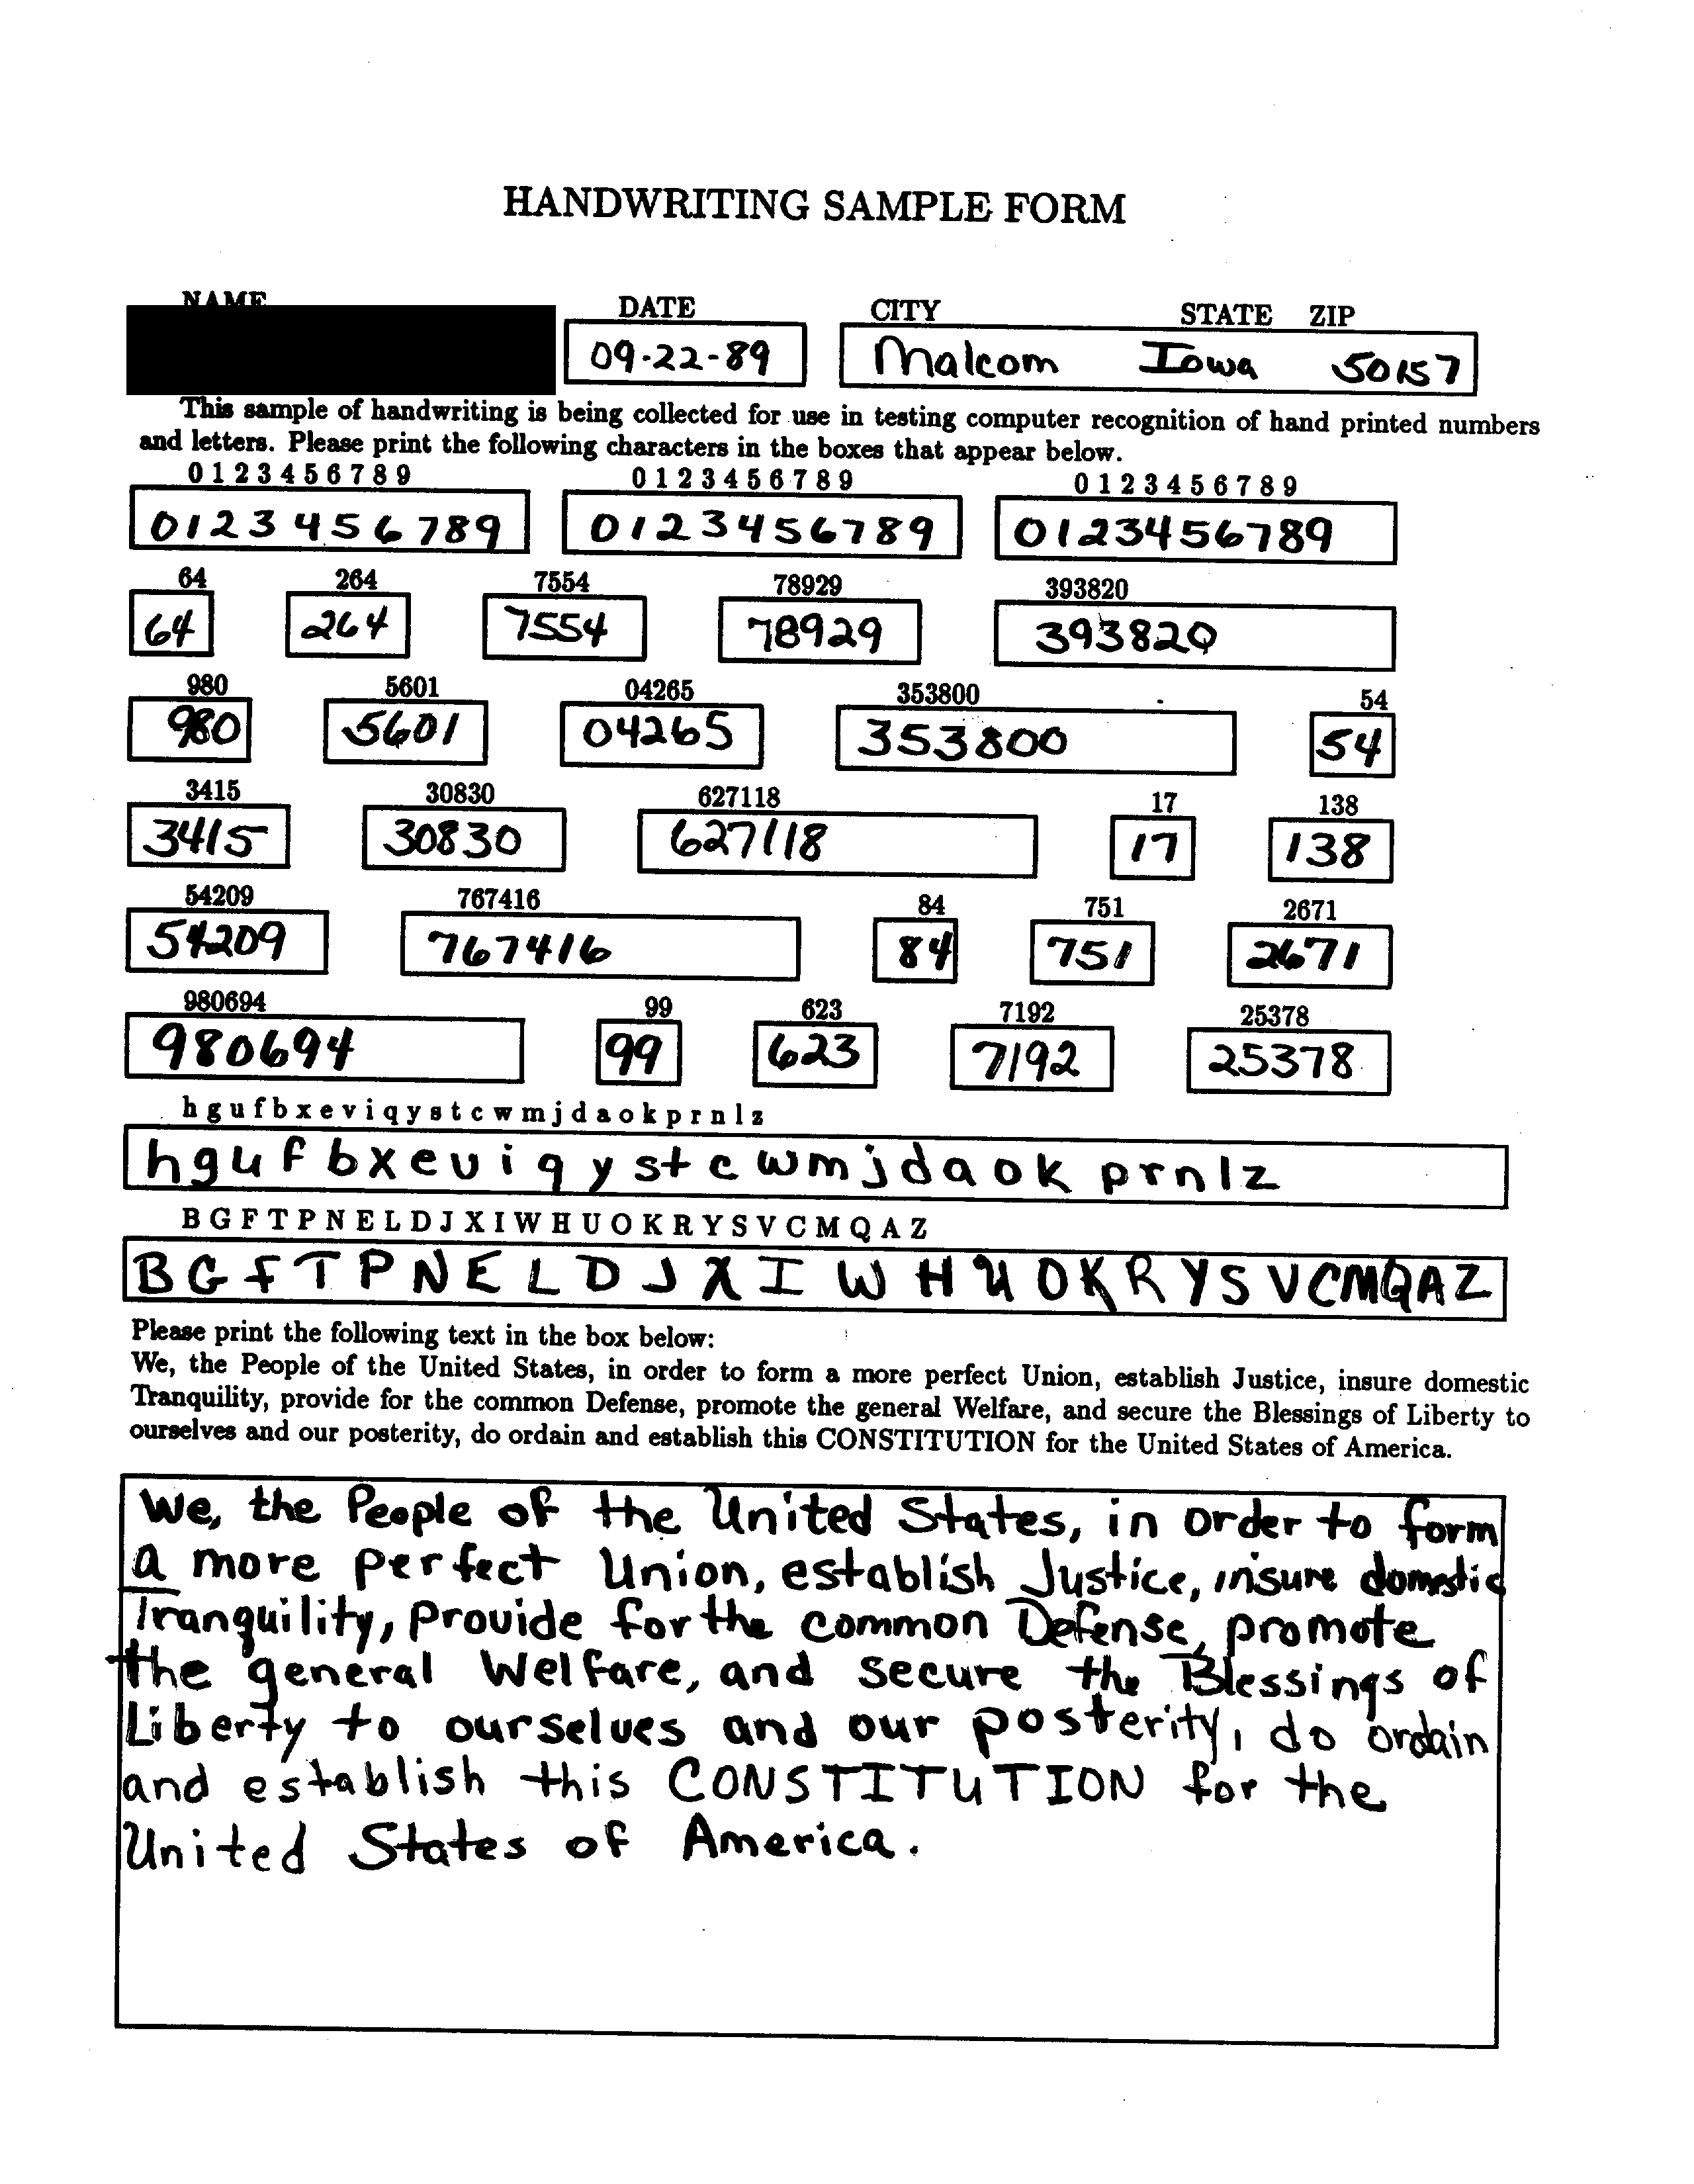 HANDWRITING SAMPLE FORM
NAME DATE CITY STATE ZIP
09-22-89 Malcom Iowa 50157
This sample of handwriting is being collected for use in testing computer recognition of hand printed numbers
and letters. Please print the following characters in the boxes that appear below.
0 1 2 3 4 5 6 7 8 9 0 1 2 3 4 5 6 7 8 9 0 1 2 3 4 5 6 7 8 9
0123456789 0123456789 0123456789
64 264 7554 78929 393820
64 264 7554 78929 393820
980 5601 04265 353800 54
980 5601 04265 353800 54
3415 30830 627118 17 138
3415 30830 627118 17 138
54209 767416 84 751 2671
54209 767416 84 751 2671
980694 99 623 7192 25378
980694 99 623 7192 25378
h g u f b x e v i q y s t c w m j d a o k p r n l z
h g u f b x e v i q y s t c w m j d a o k p r n l z
B G F T P N E L D J X I W H U O K R Y S V C M Q A Z
B G F T P N E L D J X I W H U O K R Y S V C M Q A Z
Please print the following text in the box below:
We, the People of the United States, in order to form a more perfect Union, establish Justice, insure domestic
Tranquility, provide for the common Defense, promote the general Welfare, and secure the Blessings of Liberty to
ourselves and our posterity, do ordain and establish this CONSTITUTION for the United States of America.
We, the People of the United States, in order to form
a more perfect Union, establish Justice, insure domestic
Tranquility, provide for the common Defense, promote
the general Welfare, and secure the Blessings of
Liberty to ourselves and our posterity, do ordain
and establish this CONSTITUTION for the
United States of America.